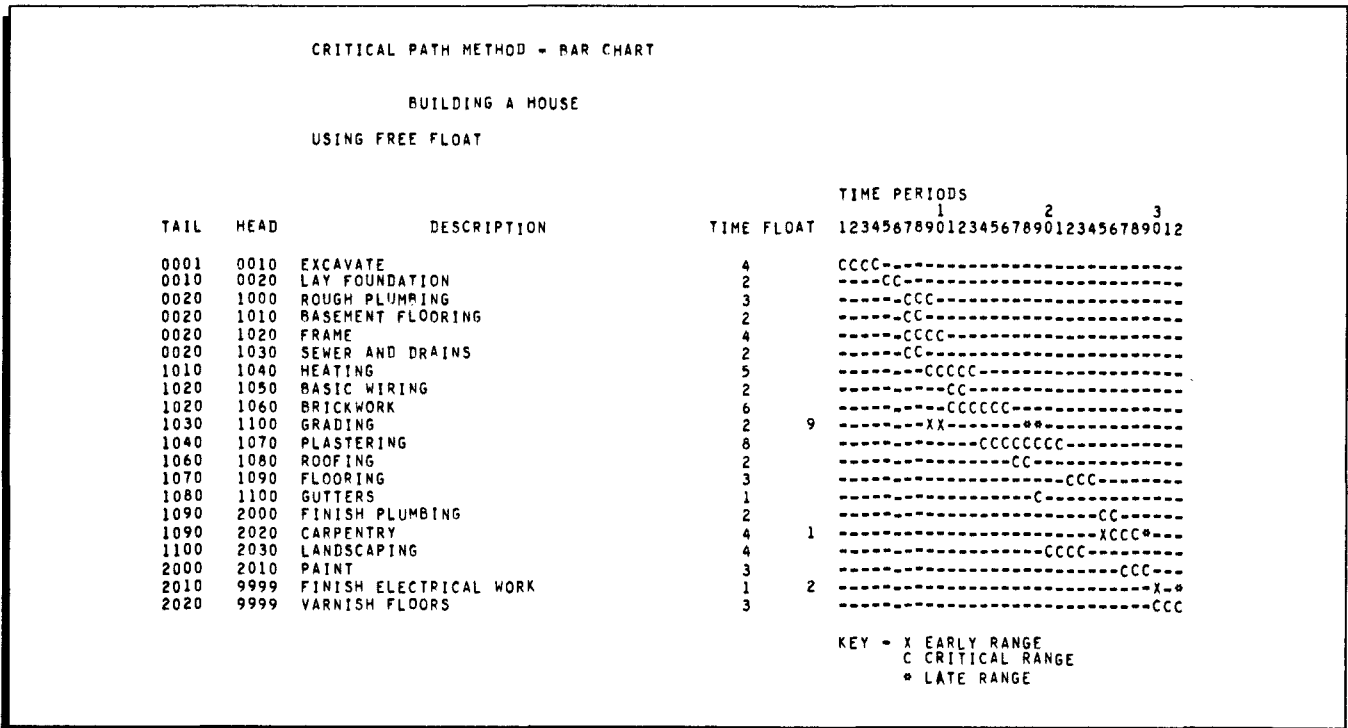 CRITICAL PATH METHOD - BAR CHART
BUILDING A HOUSE
USING FREE FLOAT
TIME PERIODS
1 2 3
TAIL HEAD DESCRIPTION TIME FLOAT 12345678901234567890123456789012
0001 0010 EXCAVATE 4 CCCC----------------------------
0010 0020 LAY FOUNDATION 2 ----CC--------------------------
0020 1000 ROUGH PLUMBING 3 ------CCC-----------------------
0020 1010 BASEMENT FLOORING 2 ------CC------------------------
0020 1020 FRAME 4 ------CCCC----------------------
0020 1030 SEWER AND DRAINS 2 ------CC------------------------
1010 1040 HEATING 5 --------CCCCC-------------------
1020 1050 BASIC WIRING 2 ----------CC--------------------
1020 1060 BRICKWORK 6 ----------CCCCCC----------------
1030 1100 GRADING 2 9 --------XX-------**-------------
1040 1070 PLASTERING 8 -------------CCCCCCCC-----------
1060 1080 ROOFING 2 ----------------CC--------------
1070 1090 FLOORING 3 ---------------------CCC--------
1080 1100 GUTTERS 1 ------------------C-------------
1090 2000 FINISH PLUMBING 2 ------------------------CC------
1090 2020 CARPENTRY 4 1 ------------------------XCCC*---
1100 2030 LANDSCAPING 4 -------------------CCCC---------
2000 2010 PAINT 3 --------------------------CCC---
2010 9999 FINISH ELECTRICAL WORK 1 2 -----------------------------X-*
2020 9999 VARNISH FLOORS 3 -----------------------------CCC
KEY - X EARLY RANGE
C CRITICAL RANGE
* LATE RANGE